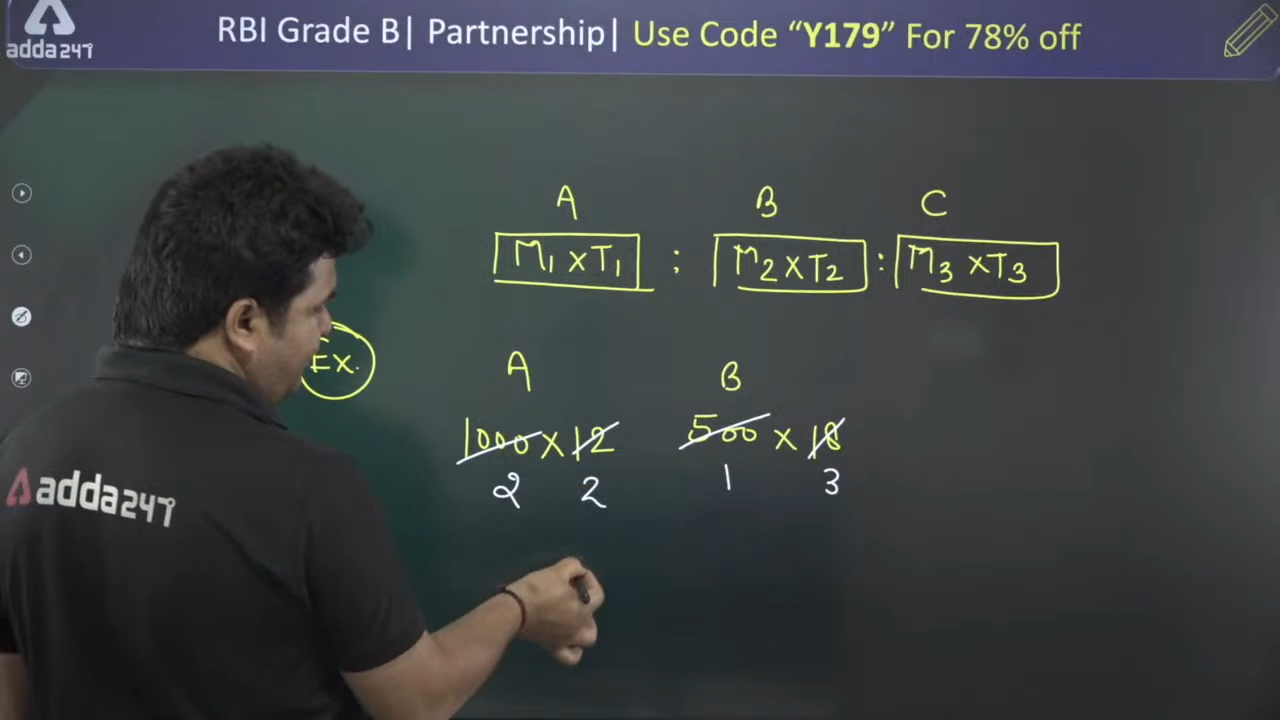 RBI Grade B| Partnership| Use Code “Y179” For 78% off
adda247
A B C
M1 x T1 : M2 x T2 : M3 x T3
EX.
A B
1000 x 12 500 x 18
2 2 1 3
adda247